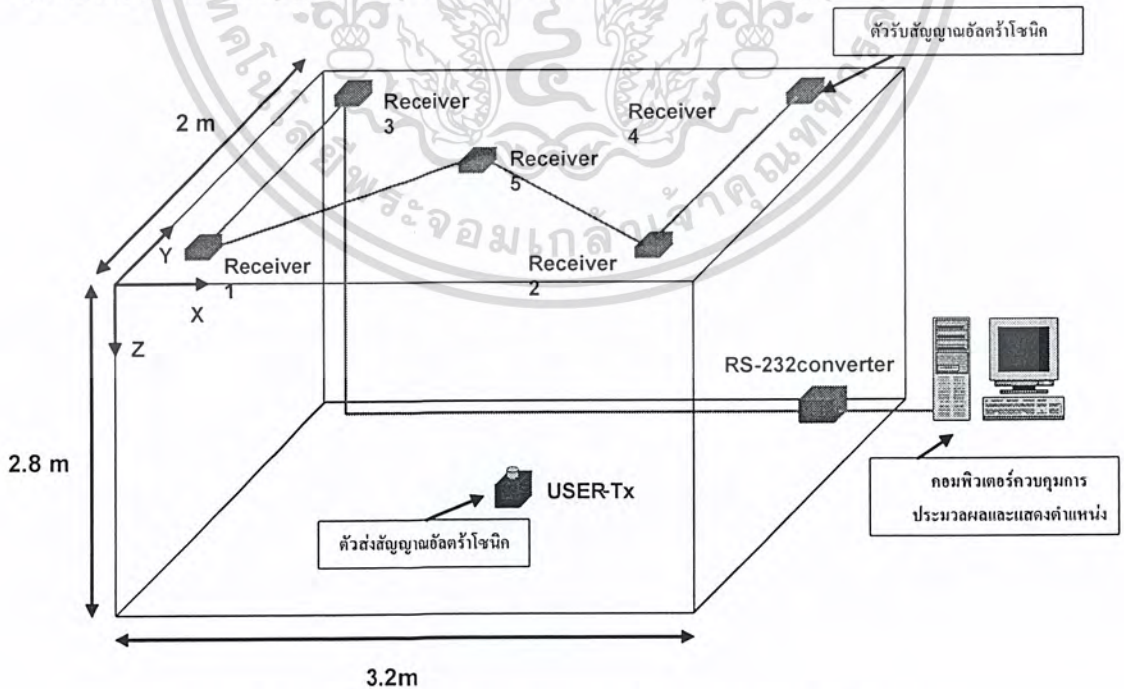 ตัวรับสัญญาณอัลตร้าโซนิค
2 m
Receiver
3
Receiver
4
Receiver
5
Y
Receiver
1
Receiver
2
X
Z
RS-232converter
2.8 m
USER-Tx
คอมพิวเตอร์ควบคุมการ
ประมวลผลและแสดงตำแหน่ง
ตัวส่งสัญญาณอัลตร้าโซนิก
3.2m